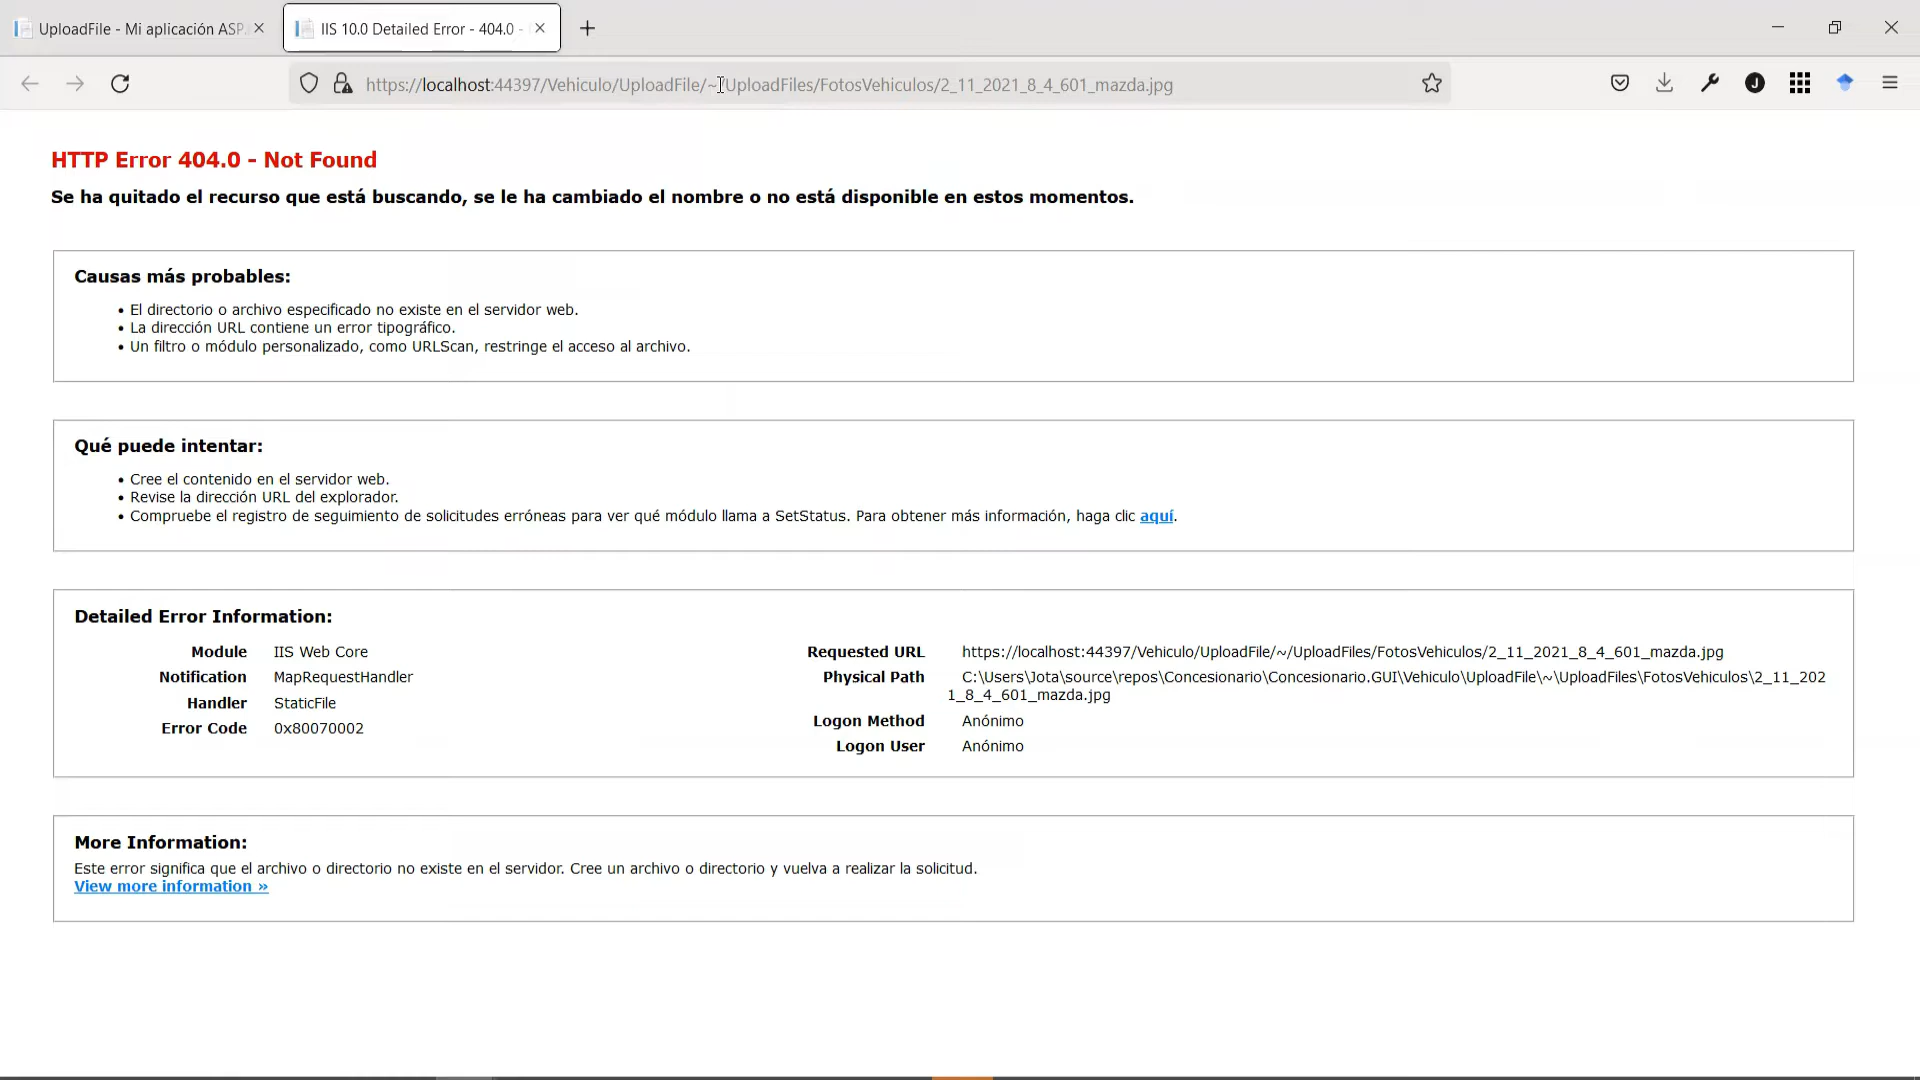 UploadFile - Mi aplicación ASP.
IIS 10.0 Detailed Error - 404.0 -
https://localhost:44397/Vehiculo/UploadFile/~/UploadFiles/FotosVehiculos/2_11_2021_8_4_601_mazda.jpg
J
HTTP Error 404.0 - Not Found
Se ha quitado el recurso que está buscando, se le ha cambiado el nombre o no está disponible en estos momentos.
Causas más probables:
• El directorio o archivo especificado no existe en el servidor web.
• La dirección URL contiene un error tipográfico.
• Un filtro o módulo personalizado, como URLScan, restringe el acceso al archivo.
Qué puede intentar:
• Cree el contenido en el servidor web.
• Revise la dirección URL del explorador.
• Compruebe el registro de seguimiento de solicitudes erróneas para ver qué módulo llama a SetStatus. Para obtener más información, haga clic aquí.
Detailed Error Information:
Module IIS Web Core
Notification MapRequestHandler
Handler StaticFile
Error Code 0x80070002
Requested URL https://localhost:44397/Vehiculo/UploadFile/~/UploadFiles/FotosVehiculos/2_11_2021_8_4_601_mazda.jpg
Physical Path C:\Users\Jota\source\repos\Concesionario\Concesionario.GUI\Vehiculo\UploadFile\~\UploadFiles\FotosVehiculos\2_11_202
1_8_4_601_mazda.jpg
Logon Method Anónimo
Logon User Anónimo
More Information:
Este error significa que el archivo o directorio no existe en el servidor. Cree un archivo o directorio y vuelva a realizar la solicitud.
View more information »